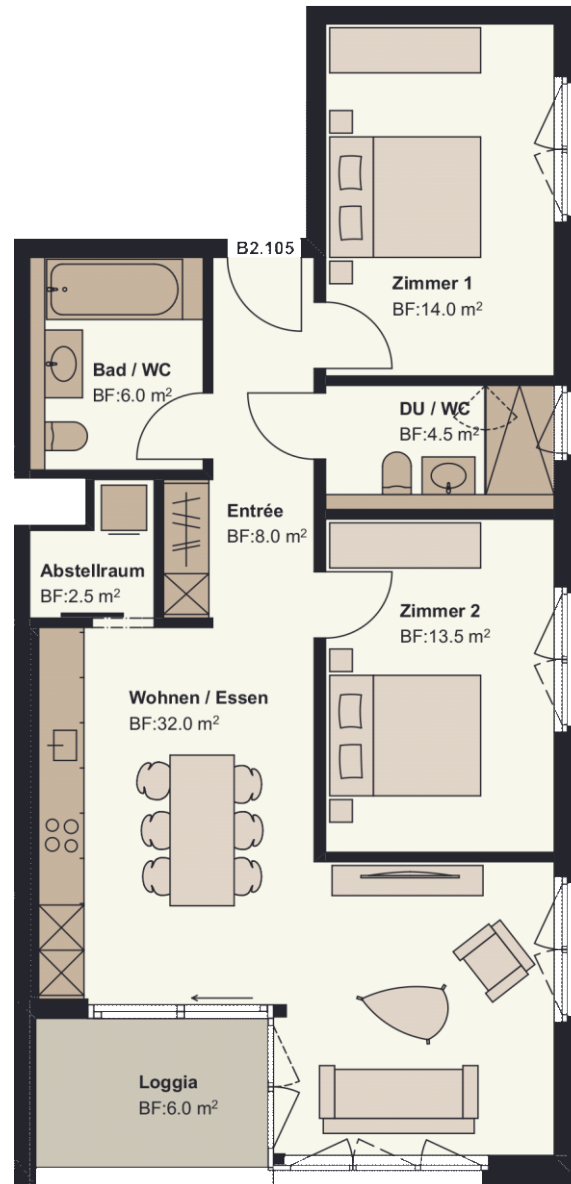 B2.105
Zimmer 1
BF:14.0 m²
Bad / WC
BF:6.0 m²
DU / WC
BF:4.5 m²
Entrée
BF:8.0 m²
Abstellraum
BF:2.5 m²
Zimmer 2
BF:13.5 m²
Wohnen / Essen
BF:32.0 m²
Loggia
BF:6.0 m²